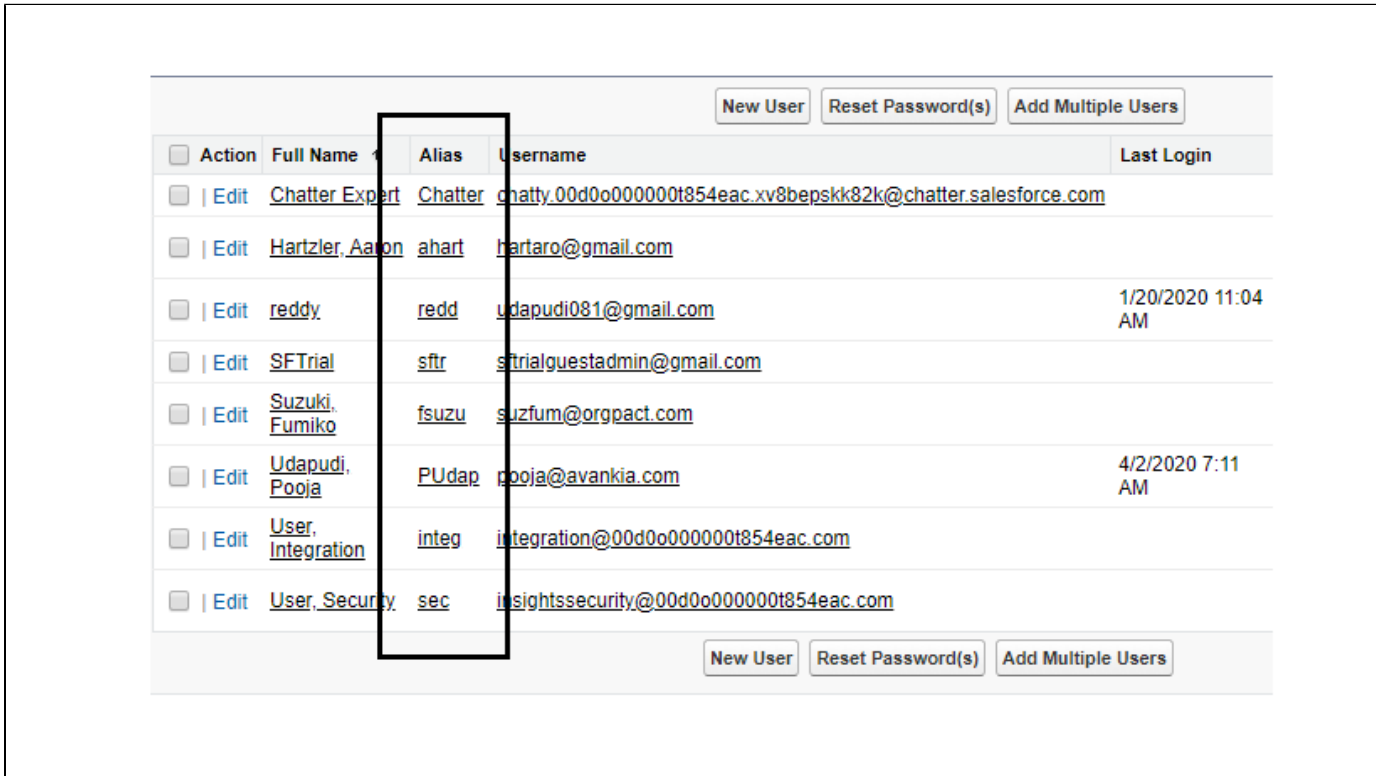 New User Reset Password(s) Add Multiple Users
Action Full Name ↑ Alias Username Last Login
| Edit Chatter Expert Chatter chatty.00d0o000000t854eac.xv8bepskk82k@chatter.salesforce.com
| Edit Hartzler, Aaron ahart hartaro@gmail.com
| Edit reddy redd udapudi081@gmail.com 1/20/2020 11:04
AM
| Edit SFTrial sftr sftrialguestadmin@gmail.com
| Edit Suzuki, fsuzu suzfum@orgpact.com
Fumiko
| Edit Udapudi, PUdap pooja@avankia.com 4/2/2020 7:11
Pooja AM
| Edit User, integ integration@00d0o000000t854eac.com
Integration
| Edit User, Security sec insightssecurity@00d0o000000t854eac.com
New User Reset Password(s) Add Multiple Users